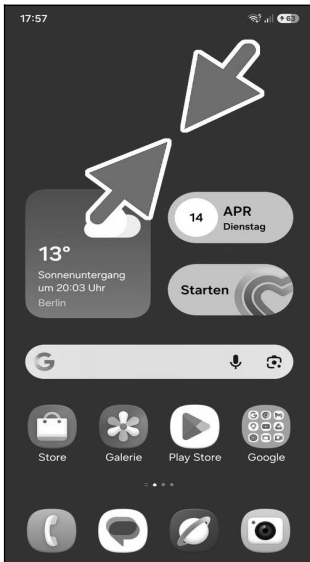 17:57
63
13°
Sonnenuntergang
um 20:03 Uhr
Berlin
14
APR
Dienstag
Starten
G
Store
Galerie
Play Store
Google